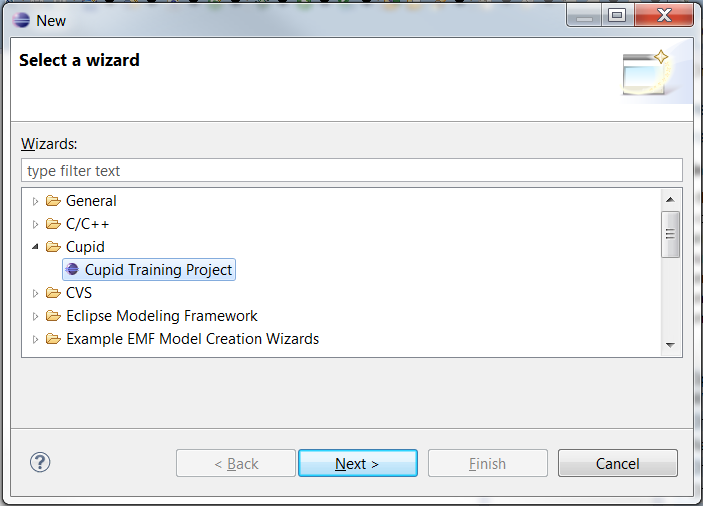 New
Select a wizard
Wizards:
type filter text
General
C/C++
Cupid
Cupid Training Project
CVS
Eclipse Modeling Framework
Example EMF Model Creation Wizards
? < Back Next > Finish Cancel